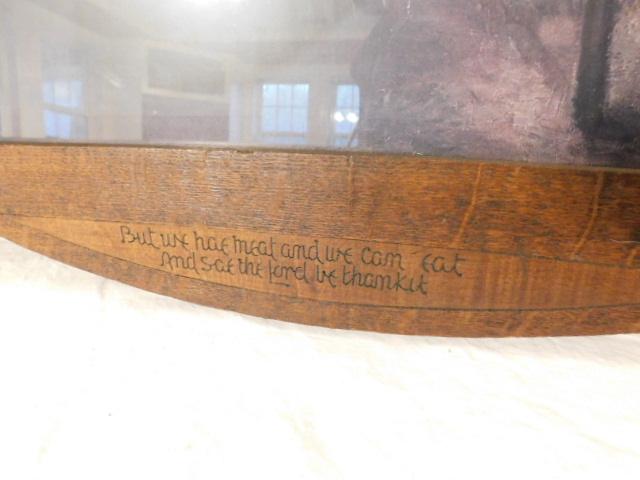 But we hae meat and we can eat
And sae the lord be thankit